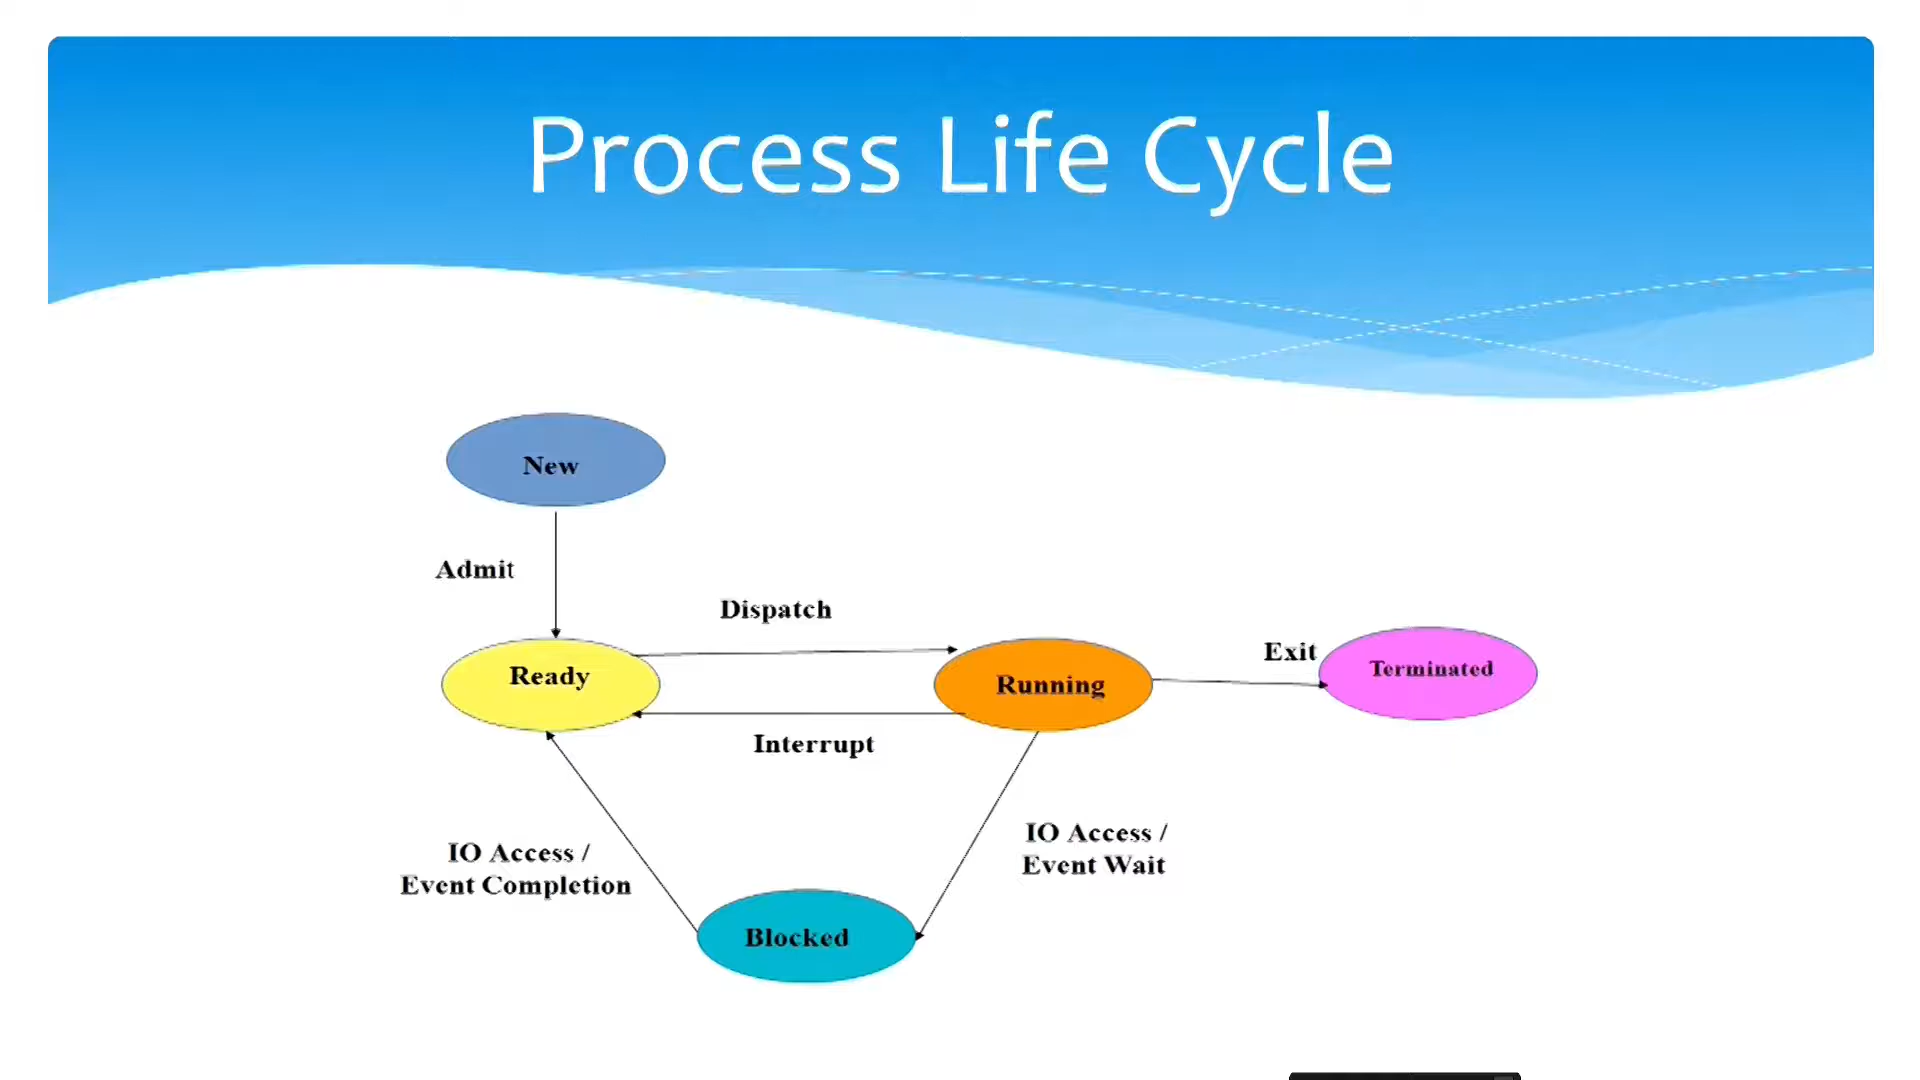 Process Life Cycle
New
Admit
Dispatch
Ready
Running
Exit
Terminated
Interrupt
IO Access /
Event Completion
IO Access /
Event Wait
Blocked